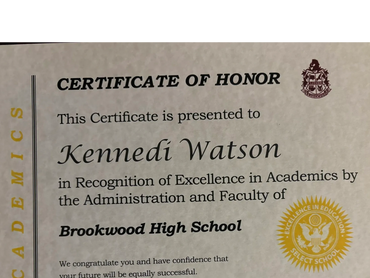 CERTIFICATE OF HONOR
This Certificate is presented to
Kennedi Watson
in Recognition of Excellence in Academics by
the Administration and Faculty of
Brookwood High School
We congratulate you and have confidence that
your future will be equally successful.
CADEMICS